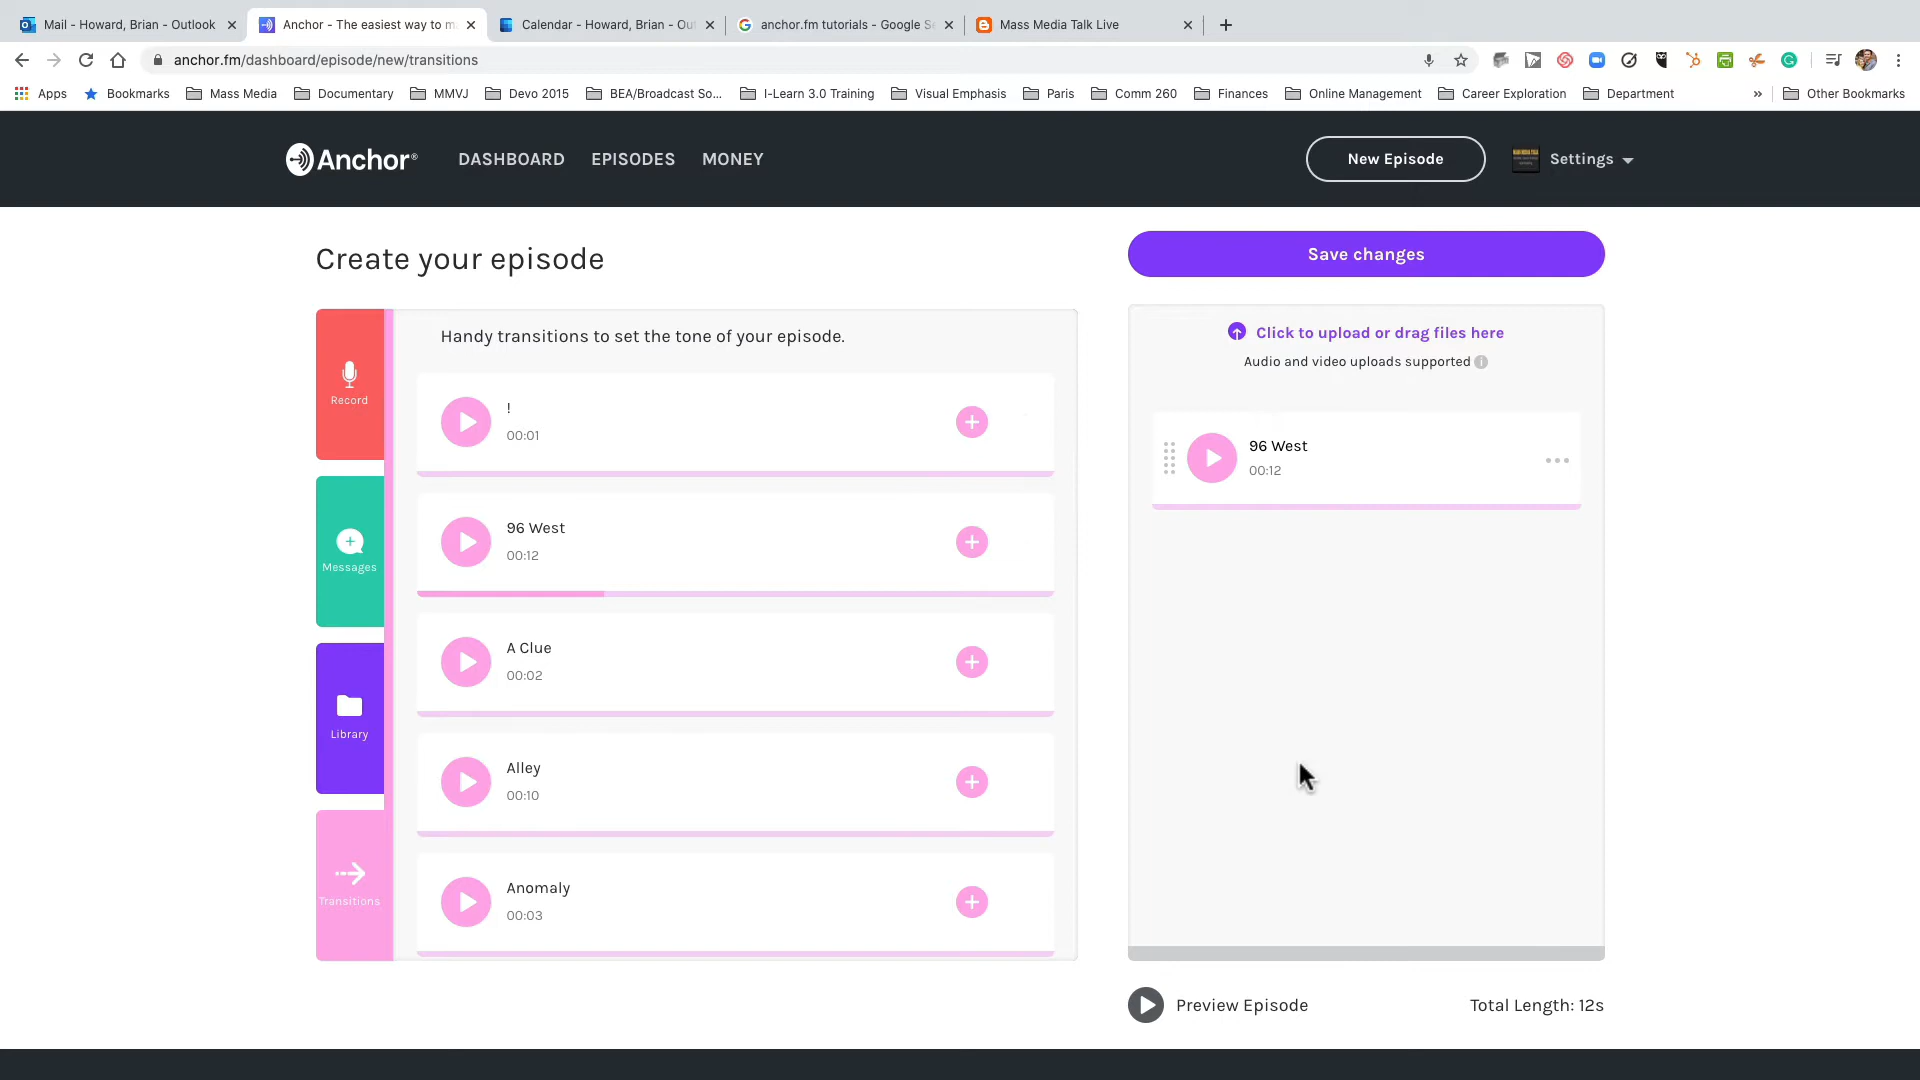 Mail - Howard, Brian - Outlook
Anchor - The easiest way to m
Calendar - Howard, Brian - Ou
anchor.fm tutorials - Google Se
Mass Media Talk Live
anchor.fm/dashboard/episode/new/transitions
Apps
Bookmarks
Mass Media
Documentary
MMVJ
Devo 2015
BEA/Broadcast So...
I-Learn 3.0 Training
Visual Emphasis
Paris
Comm 260
Finances
Online Management
Career Exploration
Department
»
Other Bookmarks
Anchor®
DASHBOARD
EPISODES
MONEY
New Episode
Settings
Create your episode
Save changes
Record
Messages
Library
Transitions
Handy transitions to set the tone of your episode.
!
00:01
96 West
00:12
A Clue
00:02
Alley
00:10
Anomaly
00:03
Click to upload or drag files here
Audio and video uploads supported
96 West
00:12
Preview Episode
Total Length: 12s